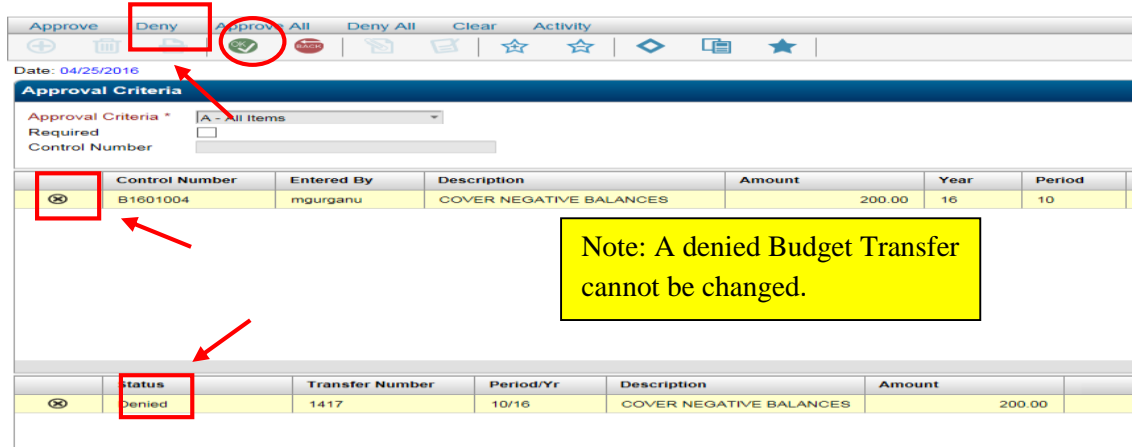 Approve Deny Approve All Deny All Clear Activity
OK BACK
Date: 04/25/2016
Approval Criteria
Approval Criteria * A - All Items
Required
Control Number
Control Number Entered By Description Amount Year Period
B1601004 mgurganu COVER NEGATIVE BALANCES 200.00 16 10
Note: A denied Budget Transfer
cannot be changed.
Status Transfer Number Period/Yr Description Amount
Denied 1417 10/16 COVER NEGATIVE BALANCES 200.00